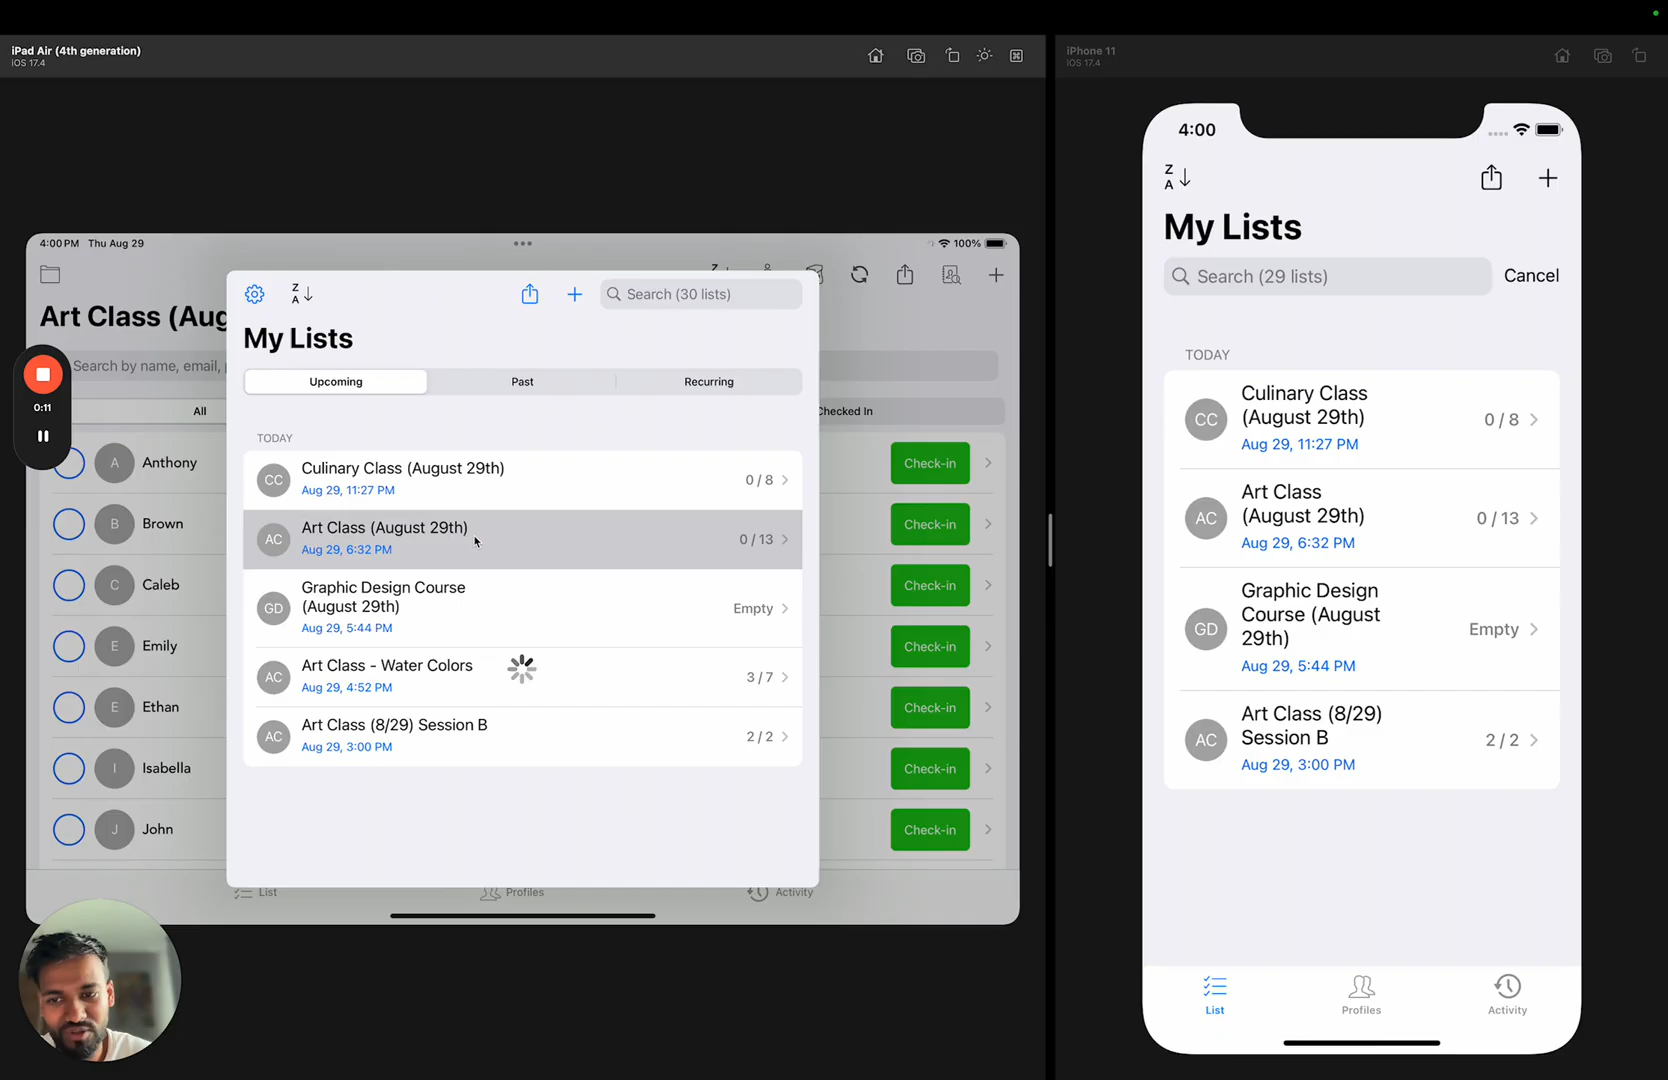 iPad Air (4th generation)
iOS 17.4
4:00 PM Thu Aug 29
100%
Art Class (Aug
Search by name, email,
All
Checked In
A Anthony Check-in
B Brown Check-in
C Caleb Check-in
E Emily Check-in
E Ethan Check-in
I Isabella Check-in
J John Check-in
List Profiles Activity
0:11
Z
A
Search (30 lists)
My Lists
Upcoming Past Recurring
TODAY
CC Culinary Class (August 29th) 0 / 8
Aug 29, 11:27 PM
AC Art Class (August 29th) 0 / 13
Aug 29, 6:32 PM
GD Graphic Design Course
(August 29th) Empty
Aug 29, 5:44 PM
AC Art Class - Water Colors 3 / 7
Aug 29, 4:52 PM
AC Art Class (8/29) Session B 2 / 2
Aug 29, 3:00 PM
iPhone 11
iOS 17.4
4:00
Z
A
My Lists
Search (29 lists) Cancel
TODAY
CC Culinary Class
(August 29th) 0 / 8
Aug 29, 11:27 PM
AC Art Class
(August 29th) 0 / 13
Aug 29, 6:32 PM
GD Graphic Design
Course (August
29th) Empty
Aug 29, 5:44 PM
AC Art Class (8/29)
Session B 2 / 2
Aug 29, 3:00 PM
List Profiles Activity